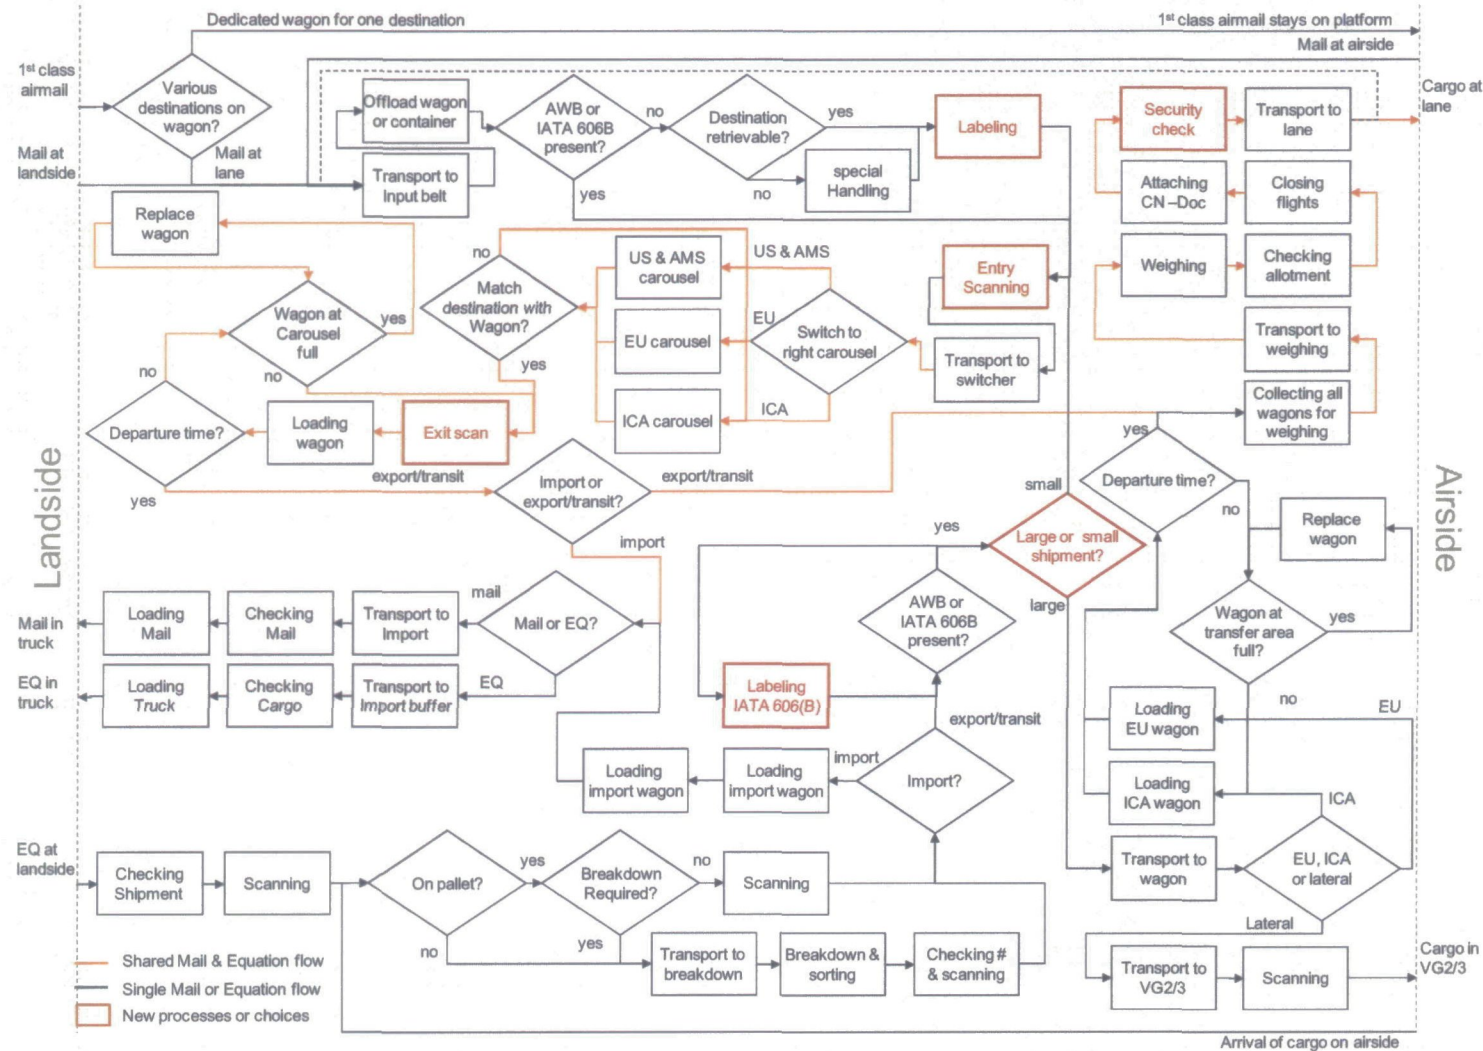 Dedicated wagon for one destination
1st class airmail stays on platform
Mail at airside
1st class
airmail
Various
destinations on
wagon?
Offload wagon
or container
AWB or
IATA 606B
present?
no
Destination
retrievable?
yes
Labeling
Security
check
Transport to
lane
Cargo at
lane
Mail at
landside
Mail at
lane
Transport to
Input belt
yes
no
special
Handling
Attaching
CN –Doc
Closing
flights
Replace
wagon
no
US & AMS
carousel
US & AMS
Entry
Scanning
Weighing
Checking
allotment
Wagon at
Carousel
full
yes
Match
destination with
Wagon?
EU carousel
EU
Switch to
right carousel
Transport to
switcher
Transport to
weighing
no
no
yes
ICA carousel
ICA
Collecting all
wagons for
weighing
Departure time?
Loading
wagon
Exit scan
yes
export/transit
Import or
export/transit?
export/transit
yes
Departure time?
small
no
Replace
wagon
Landside
Airside
import
yes
Large or small
shipment?
large
Mail in
truck
Loading
Mail
Checking
Mail
Transport to
Import
mail
Mail or EQ?
AWB or
IATA 606B
present?
Wagon at
transfer area
full?
yes
EQ in
truck
Loading
Truck
Checking
Cargo
Transport to
Import buffer
EQ
Labeling
IATA 606(B)
export/transit
no
Loading
EU wagon
EU
Loading
import wagon
Loading
import wagon
import
Import?
Loading
ICA wagon
ICA
EQ at
landside
Checking
Shipment
Scanning
On pallet?
yes
Breakdown
Required?
no
Scanning
Transport to
wagon
EU, ICA
or lateral
no
yes
Transport to
breakdown
Breakdown &
sorting
Checking #
& scanning
Lateral
Transport to
VG2/3
Scanning
Cargo in
VG2/3
Shared Mail & Equation flow
Single Mail or Equation flow
New processes or choices
Arrival of cargo on airside